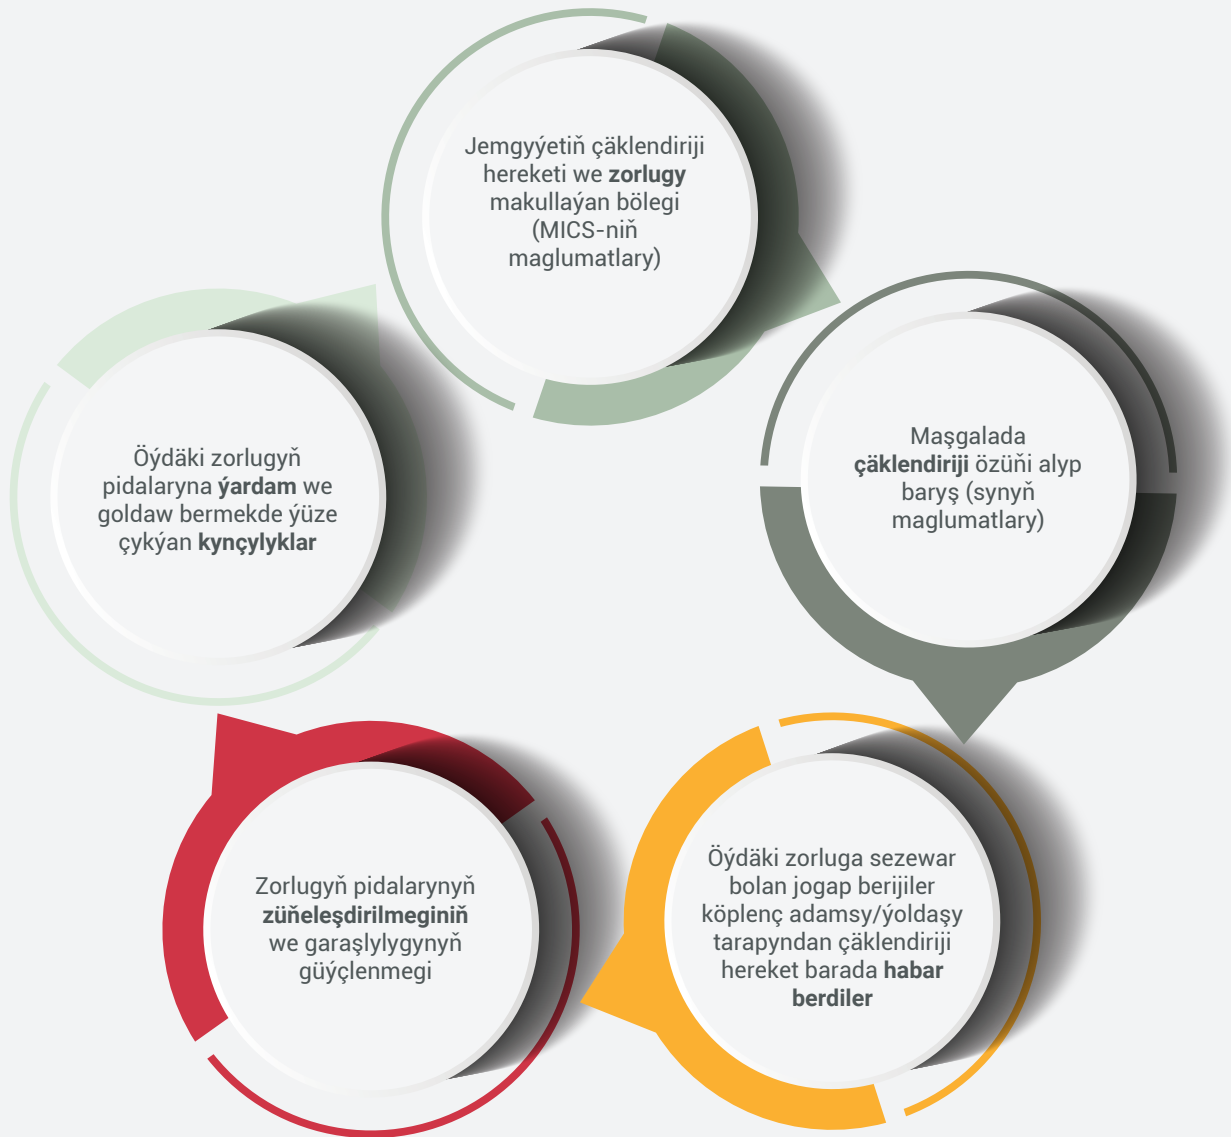 Jemgyýetiň çäklendiriji
hereketi we zorlugy
makullaýan bölegi
(MICS-niň
maglumatlary)
Maşgalada
çäklendiriji özüňi alyp
baryş (synyň
maglumatlary)
Öýdäki zorluga sezewar
bolan jogap berijiler
köplenç adamsy/ýoldaşy
tarapyndan çäklendiriji
hereket barada habar
berdiler
Zorlugyň pidalarynyň
züňeleşdirilmeginiň
we garaşlylygynyň
güýçlenmegi
Öýdäki zorlugyň
pidalaryna ýardam we
goldaw bermekde ýüze
çykýan kynçylyklar